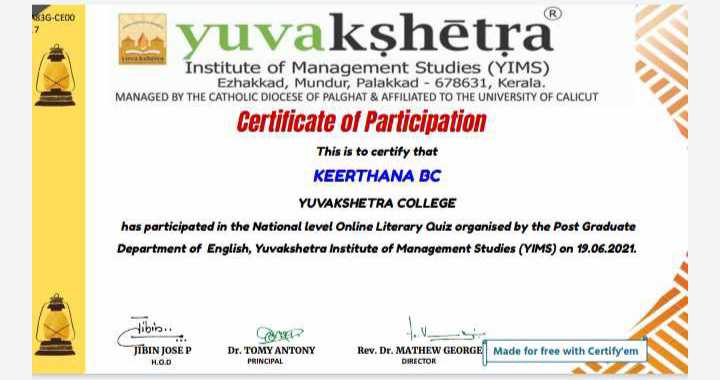 83G-CE00
7
yuvakshetra
yuvakṣhētṛa®
Institute of Management Studies (YIMS)
Ezhakkad, Mundur, Palakkad - 678631, Kerala.
MANAGED BY THE CATHOLIC DIOCESE OF PALGHAT & AFFILIATED TO THE UNIVERSITY OF CALICUT
Certificate of Participation
This is to certify that
KEERTHANA BC
YUVAKSHETRA COLLEGE
has participated in the National level Online Literary Quiz organised by the Post Graduate
Department of English, Yuvakshetra Institute of Management Studies (YIMS) on 19.06.2021.
Jibin..
JIBIN JOSE P
H.O.D
Dr. TOMY ANTONY
PRINCIPAL
Rev. Dr. MATHEW GEORGE
DIRECTOR
Made for free with Certify'em